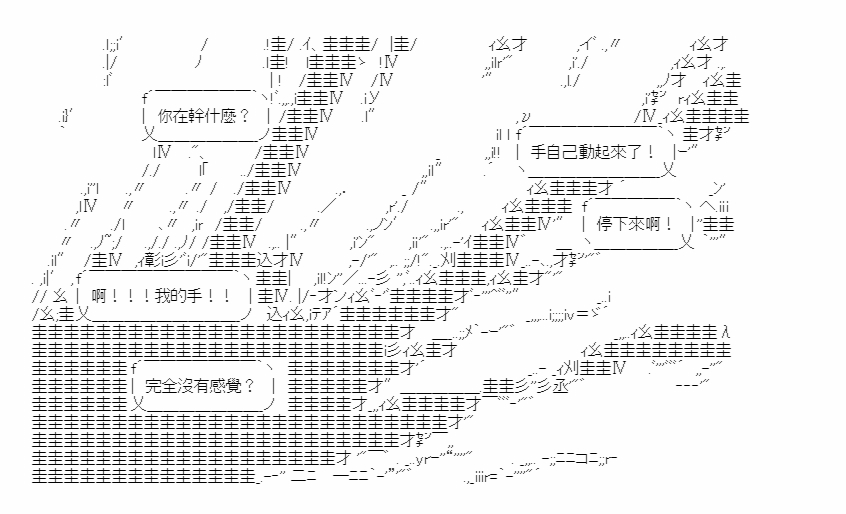 你在幹什麼？
手自己動起來了！
停下來啊！
啊！！！我的手！！
完全沒有感覺？